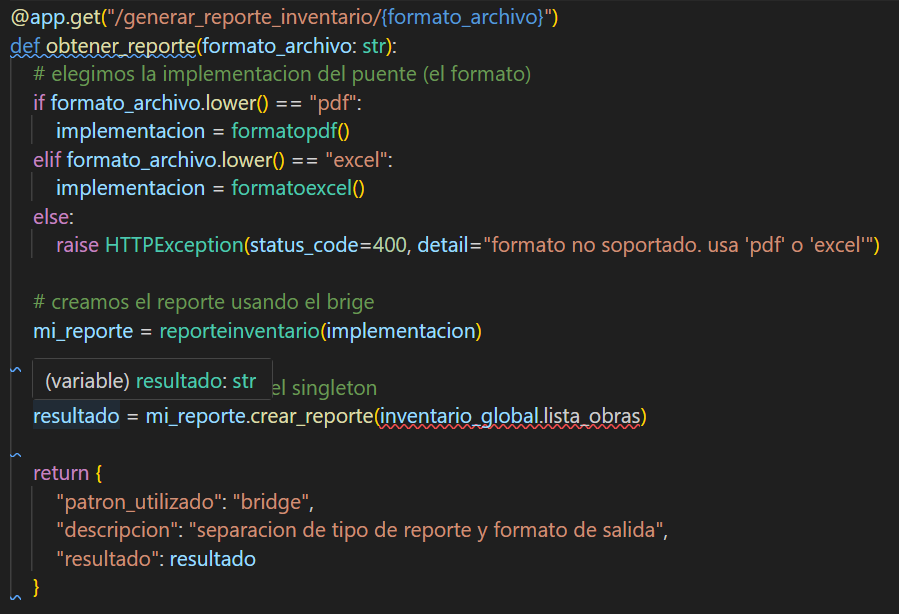 @app.get("/generar_reporte_inventario/{formato_archivo}")
def obtener_reporte(formato_archivo: str):
    # elegimos la implementacion del puente (el formato)
    if formato_archivo.lower() == "pdf":
        implementacion = formatopdf()
    elif formato_archivo.lower() == "excel":
        implementacion = formatoexcel()
    else:
        raise HTTPException(status_code=400, detail="formato no soportado. usa 'pdf' o 'excel'")
    # creamos el reporte usando el brige
    mi_reporte = reporteinventario(implementacion)
(variable) resultado: str
el singleton
    resultado = mi_reporte.crear_reporte(inventario_global.lista_obras)
    return {
        "patron_utilizado": "bridge",
        "descripcion": "separacion de tipo de reporte y formato de salida",
        "resultado": resultado
    }